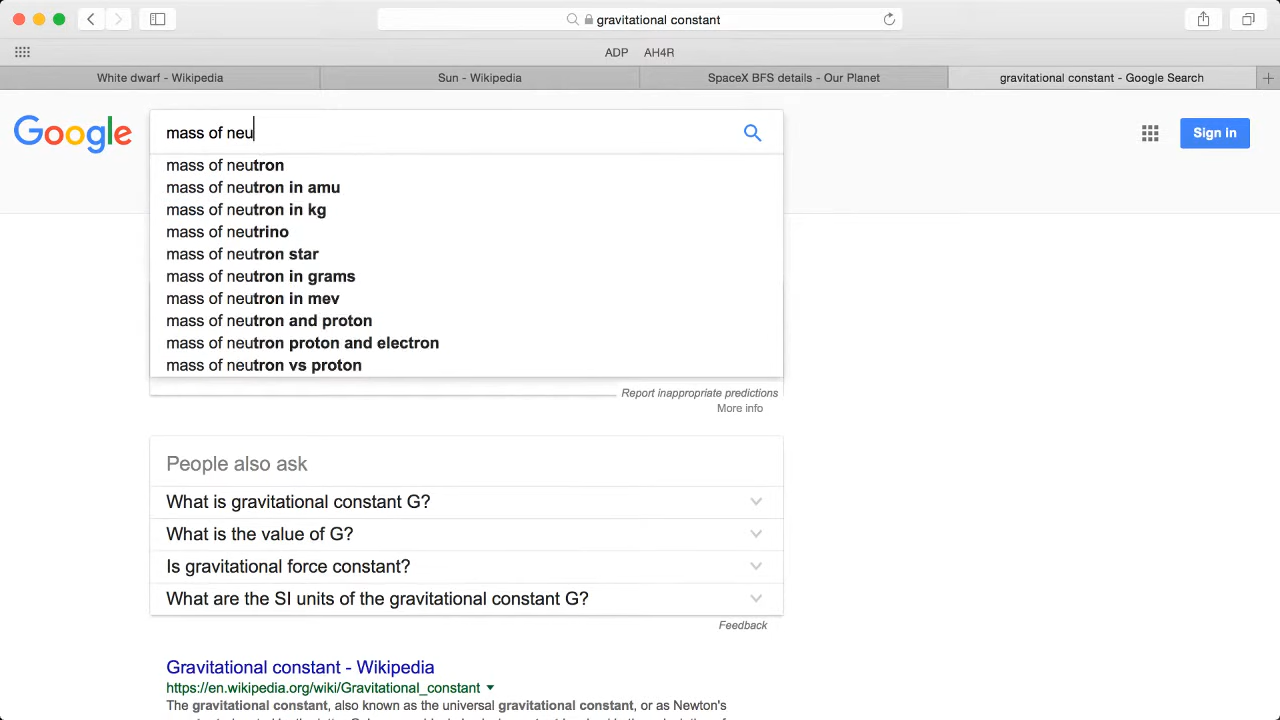 gravitational constant
ADP AH4R
White dwarf - Wikipedia Sun - Wikipedia SpaceX BFS details - Our Planet gravitational constant - Google Search
Google mass of neu Sign in
mass of neutron
mass of neutron in amu
mass of neutron in kg
mass of neutrino
mass of neutron star
mass of neutron in grams
mass of neutron in mev
mass of neutron and proton
mass of neutron proton and electron
mass of neutron vs proton
Report inappropriate predictions
More info
People also ask
What is gravitational constant G?
What is the value of G?
Is gravitational force constant?
What are the SI units of the gravitational constant G?
Feedback
Gravitational constant - Wikipedia
https://en.wikipedia.org/wiki/Gravitational_constant
The gravitational constant, also known as the universal gravitational constant, or as Newton's